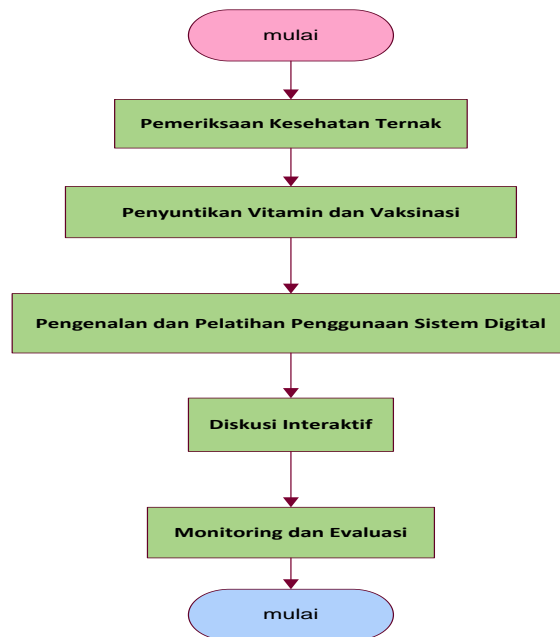 mulai
Pemeriksaan Kesehatan Ternak
Penyuntikan Vitamin dan Vaksinasi
Pengenalan dan Pelatihan Penggunaan Sistem Digital
Diskusi Interaktif
Monitoring dan Evaluasi
mulai